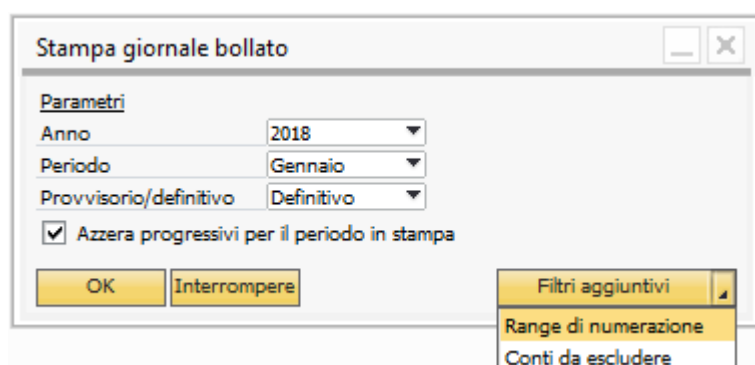 Stampa giornale bollato
Parametri
Anno 2018
Periodo Gennaio
Provvisorio/definitivo Definitivo
Azzera progressivi per il periodo in stampa
OK Interrompere Filtri aggiuntivi
Range di numerazione
Conti da escludere